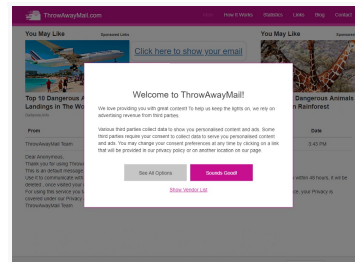 ThrowAwayMail.com
How It Works
Statistics
Links
Blog
Contact
You May Like
Sponsored Links
Click here to show your email
You May Like
Sponsored
Top 10 Dangerous A
Landings in The Wo
Dangerous Animals
n Rainforest
Welcome to ThrowAwayMail!
We love providing you with great content! To help us keep the lights on, we rely on
advertising revenue from third parties.
Various third parties collect data to show you personalised content and ads. Some
third parties require your consent to collect data to serve you personalised content
and ads. You may change your consent preferences at any time by clicking on a link
that will be provided in our privacy policy or on another location on our page.
See All Options
Sounds Good!
Show Vendor List
From
Date
ThrowAwayMail Team
5:45 PM
Dear Anonymous,
Thank you for using Throw
This is an default message
Use it to communicate with
within 48 hours, it will be
deleted , once visited your
For using this service you
ce, your Privacy is
covered under our Privacy
ThrowAwayMail Team